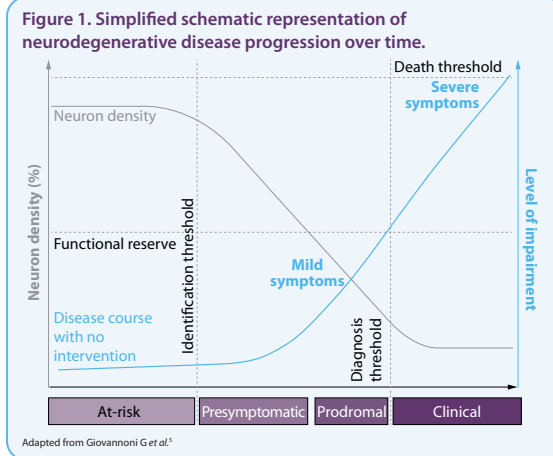 Figure 1. Simplified schematic representation of
neurodegenerative disease progression over time.
Death threshold
Severe
symptoms
Neuron density
Neuron density (%)
Identification threshold
Level of impairment
Functional reserve
Mild
symptoms
Disease course
with no
intervention
Diagnosis
threshold
At-risk
Presymptomatic
Prodromal
Clinical
Adapted from Giovannoni G et al.⁵